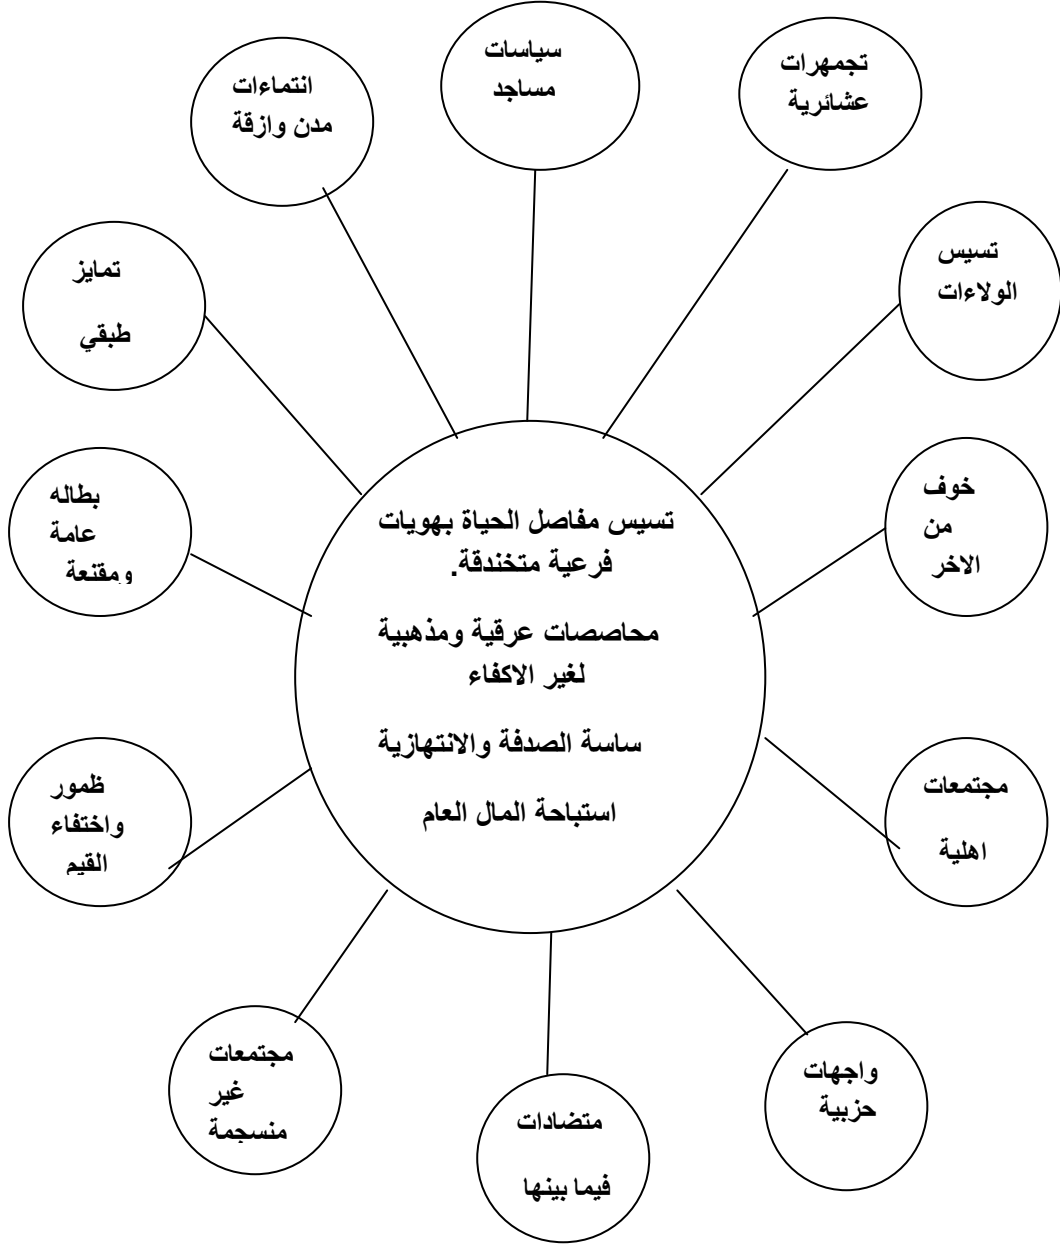 سياسات
مساجد
تجمهرات
عشائرية
انتماءات
مدن وازقة
تسيس
الولاءات
تمايز
طبقي
خوف
من
الاخر
بطاله
عامة
ومقنعة
تسيس مفاصل الحياة بهويات
فرعية متخندقة.
محاصصات عرقية ومذهبية
لغير الاكفاء
ساسة الصدفة والانتهازية
استباحة المال العام
مجتمعات
اهلية
ظمور
واختفاء
القيم
واجهات
حزبية
متضادات
فيما بينها
مجتمعات
غير
منسجمة